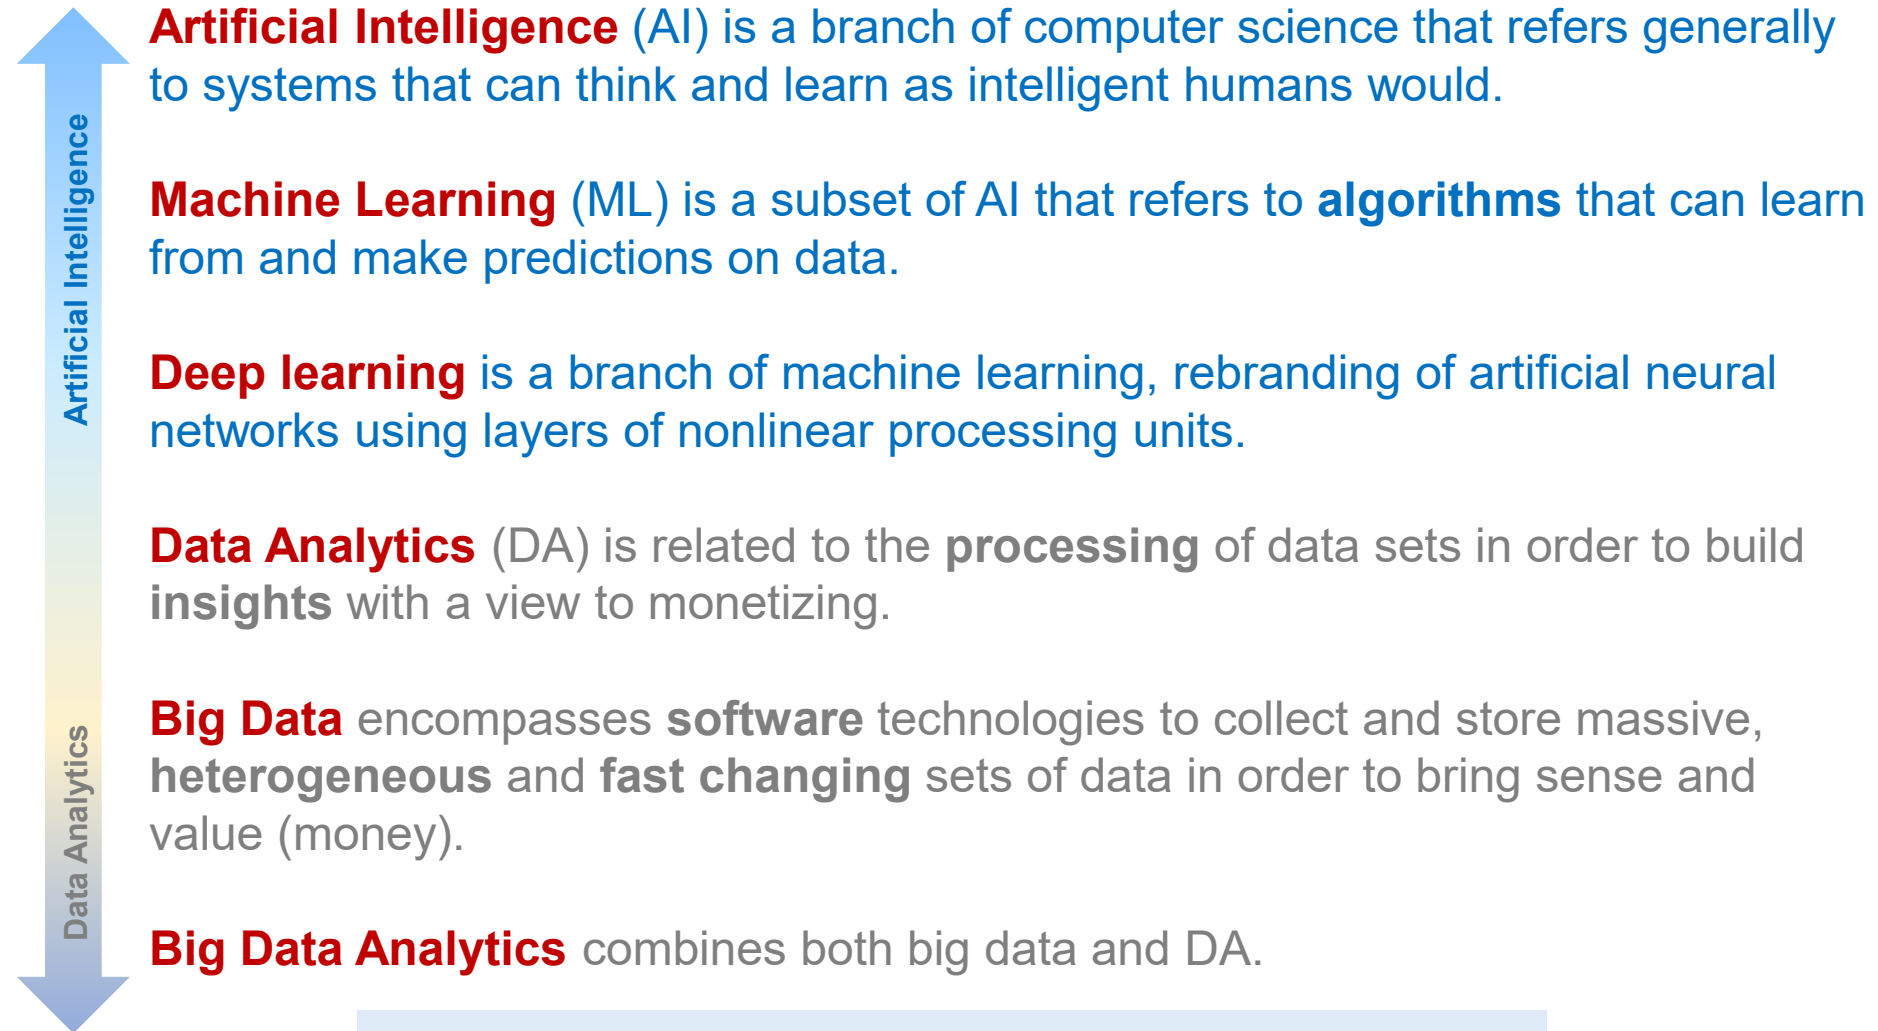 Artificial Intelligence (AI) is a branch of computer science that refers generally
to systems that can think and learn as intelligent humans would.
Machine Learning (ML) is a subset of AI that refers to algorithms that can learn
from and make predictions on data.
Deep learning is a branch of machine learning, rebranding of artificial neural
networks using layers of nonlinear processing units.
Data Analytics (DA) is related to the processing of data sets in order to build
insights with a view to monetizing.
Big Data encompasses software technologies to collect and store massive,
heterogeneous and fast changing sets of data in order to bring sense and
value (money).
Big Data Analytics combines both big data and DA.
Artificial Intelligence
Data Analytics